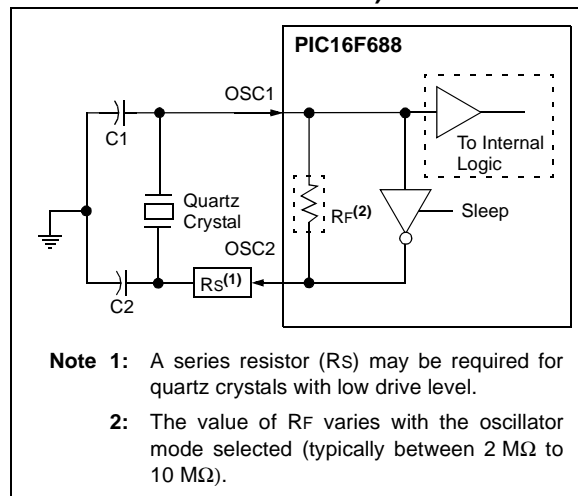 PIC16F688
OSC1
C1
To Internal
Logic
Quartz
Crystal
RF(2)
Sleep
OSC2
RS(1)
C2
Note 1: A series resistor (RS) may be required for
quartz crystals with low drive level.
2: The value of RF varies with the oscillator
mode selected (typically between 2 MΩ to
10 MΩ).